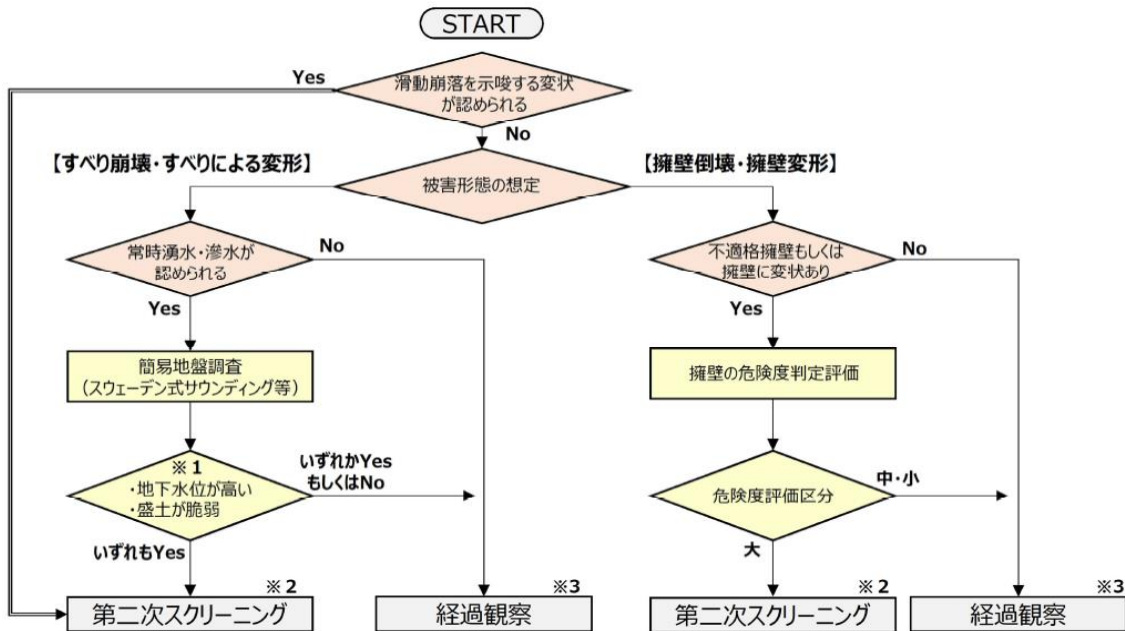 START
Yes
滑動崩落を示唆する変状
が認められる
No
【すべり崩壊・すべりによる変形】
被害形態の想定
【擁壁倒壊・擁壁変形】
常時湧水・滲水が
認められる
No
不適格擁壁もしくは
擁壁に変状あり
No
Yes
Yes
簡易地盤調査
(スウェーデン式サウンディング等)
擁壁の危険度判定評価
※1
・地下水位が高い
・盛土が脆弱
いずれかYes
もしくはNo
危険度評価区分
中・小
いずれもYes
大
※2
第二次スクリーニング
※3
経過観察
※2
第二次スクリーニング
※3
経過観察